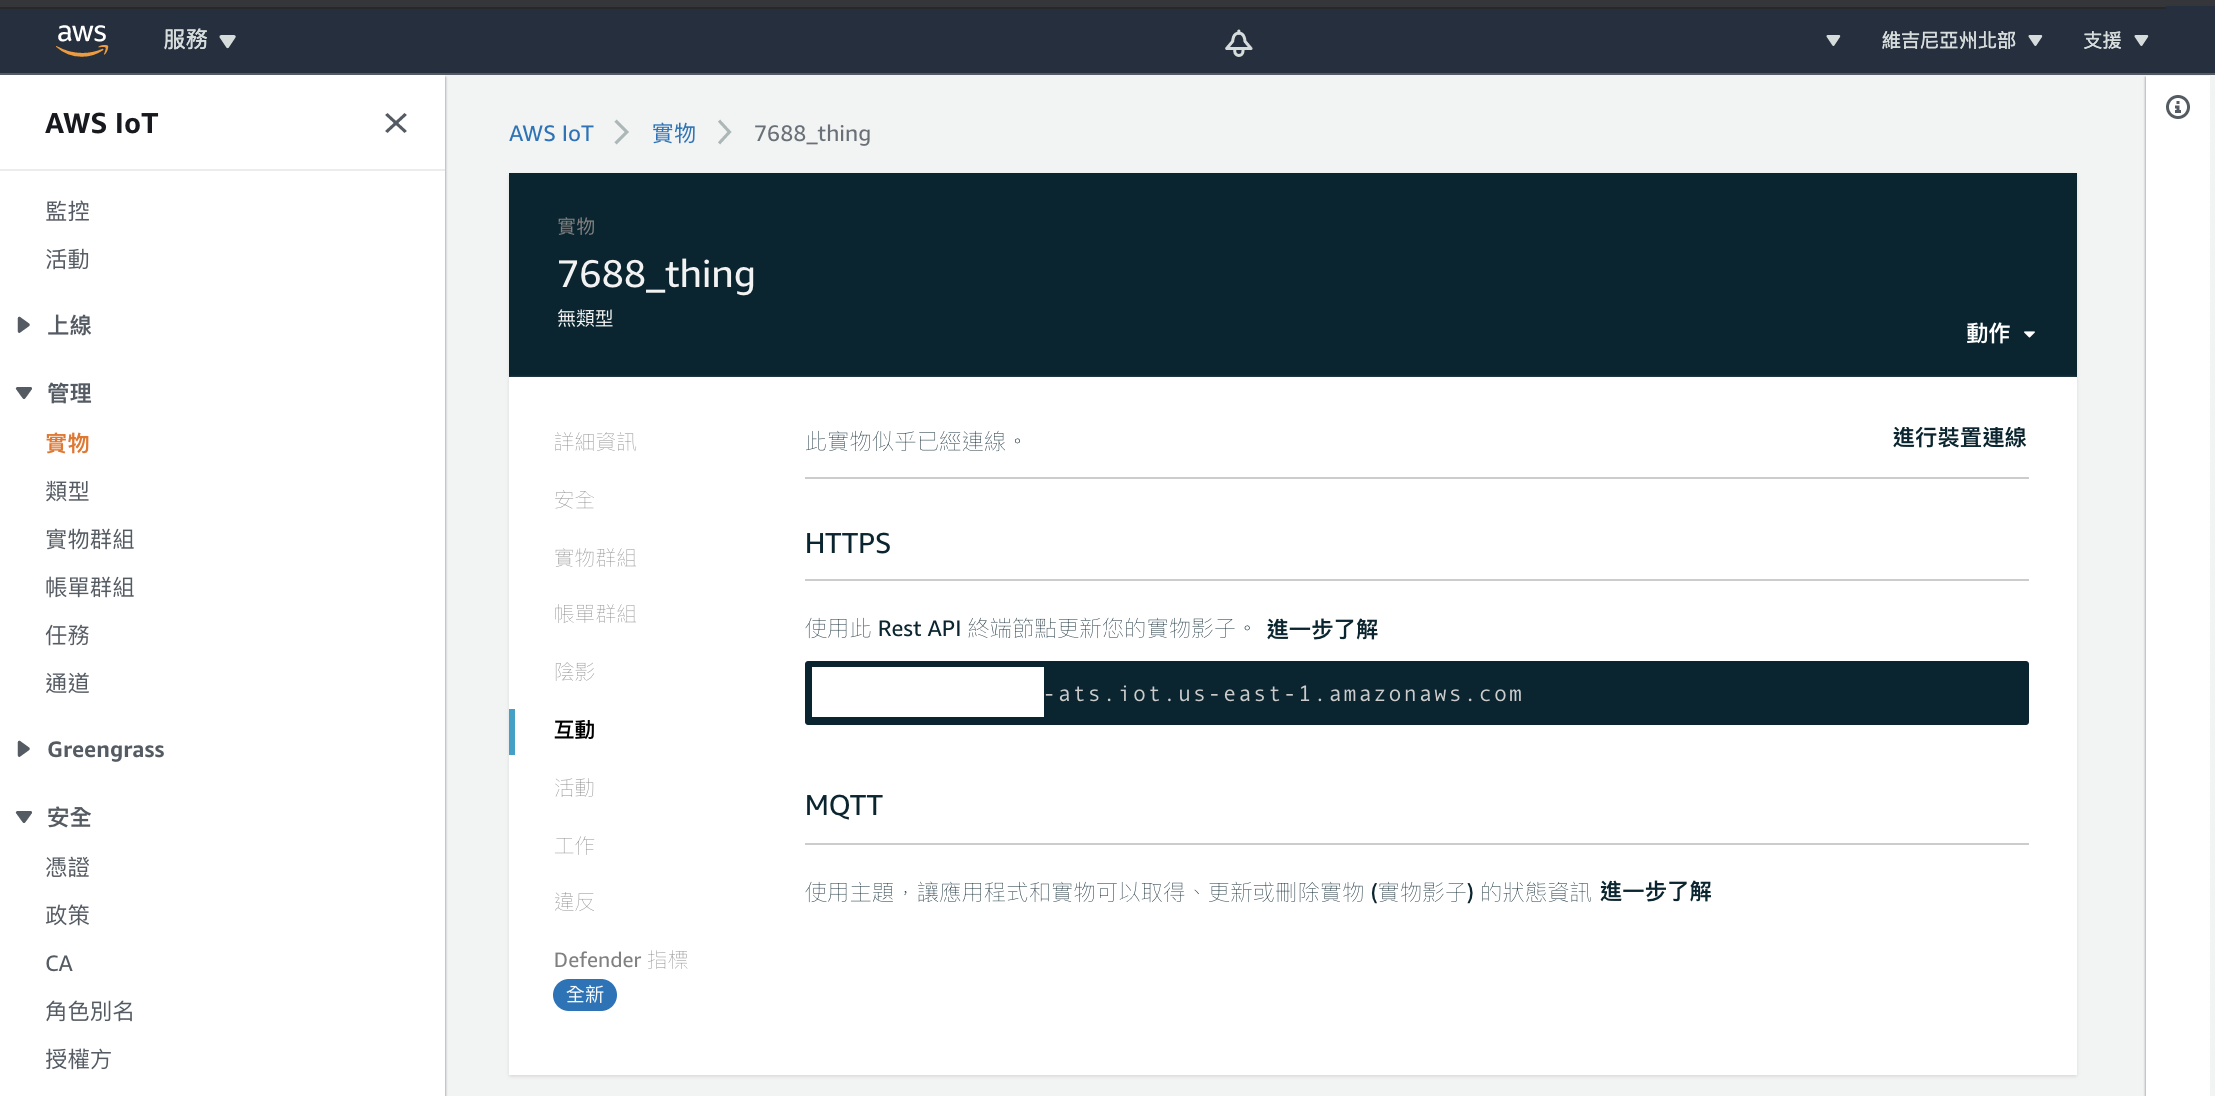 aws 服務 維吉尼亞州北部 支援
AWS IoT
監控
活動
上線
管理
實物
類型
實物群組
帳單群組
任務
通道
Greengrass
安全
憑證
政策
CA
角色別名
授權方
AWS IoT 實物 7688_thing
實物
7688_thing
無類型
動作
詳細資訊
安全
實物群組
帳單群組
陰影
互動
活動
工作
違反
Defender 指標
全新
此實物似乎已經連線。 進行裝置連線
HTTPS
使用此 Rest API 終端節點更新您的實物影子。 進一步了解
-ats.iot.us-east-1.amazonaws.com
MQTT
使用主題，讓應用程式和實物可以取得、更新或刪除實物 (實物影子) 的狀態資訊 進一步了解